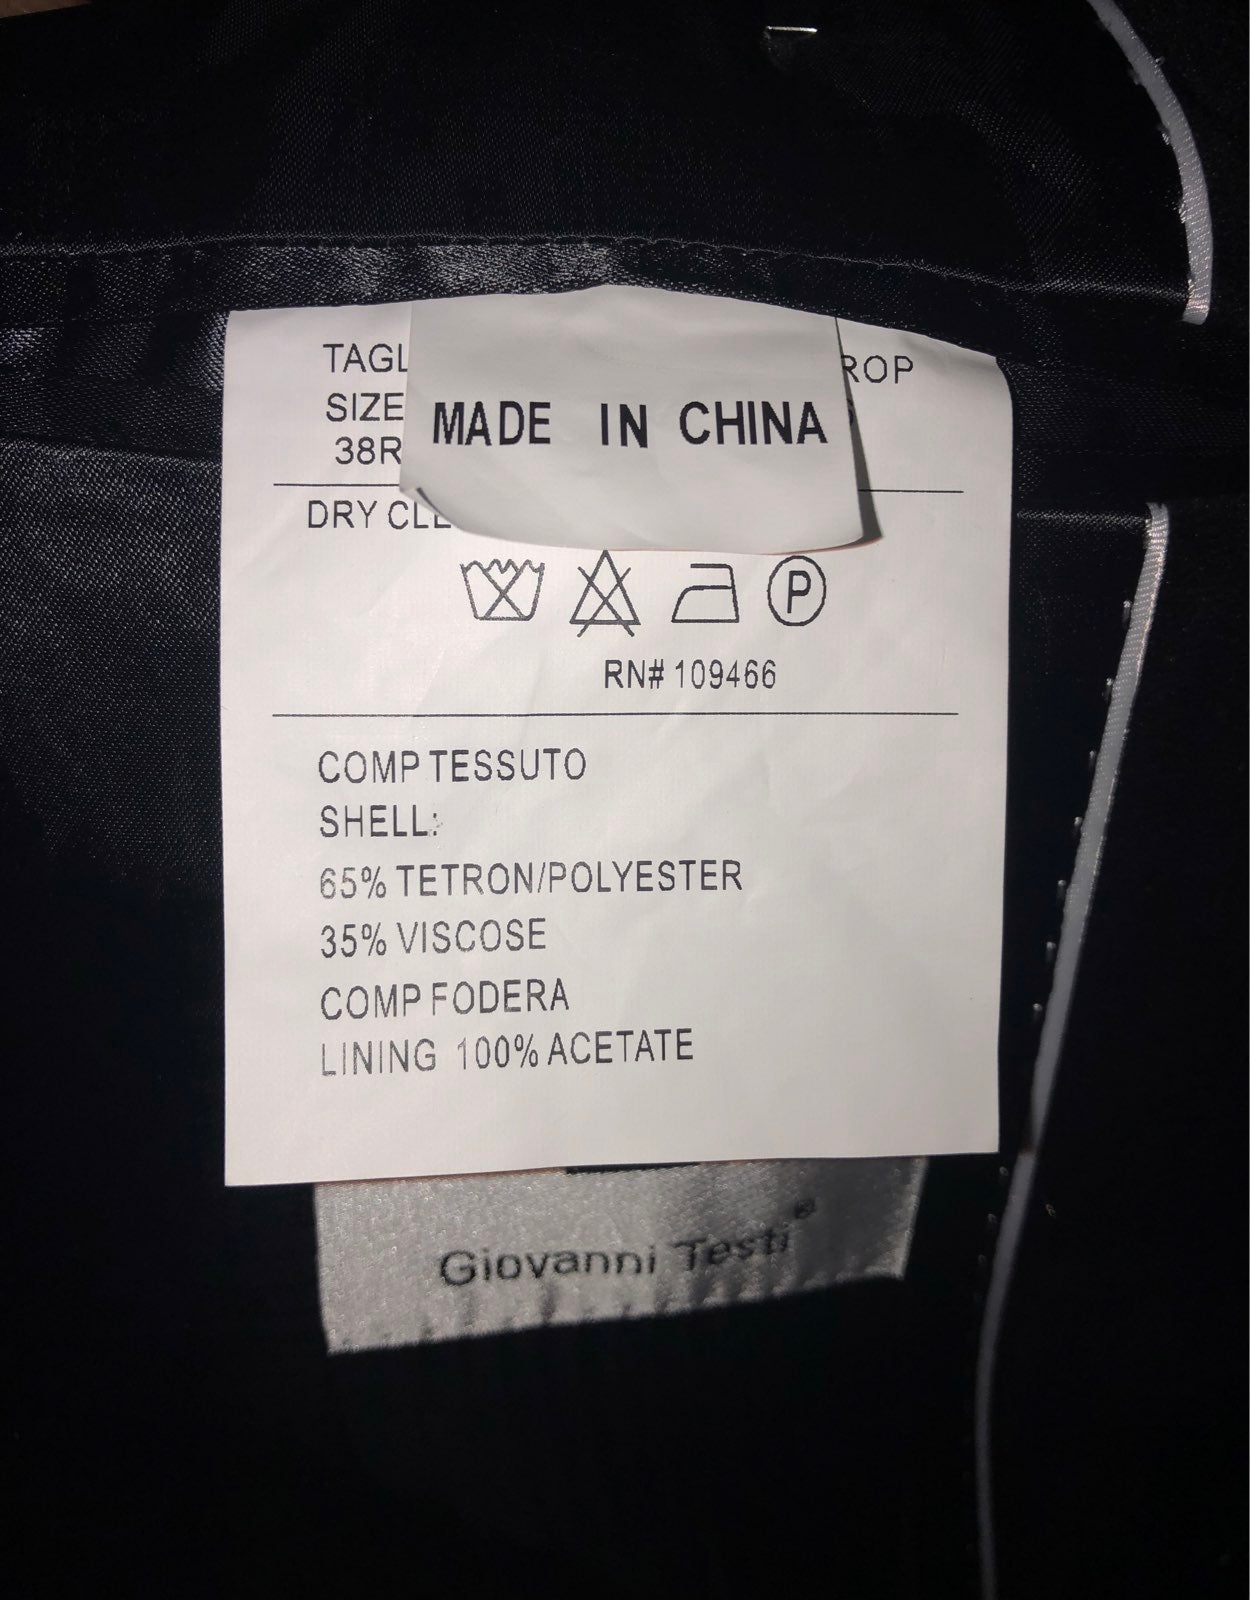 TAGL ROP
SIZE
38R
MADE IN CHINA
DRY CLE
P
RN# 109466
COMP TESSUTO
SHELL:
65% TETRON/POLYESTER
35% VISCOSE
COMP FODERA
LINING 100% ACETATE
Giovanni Testi®